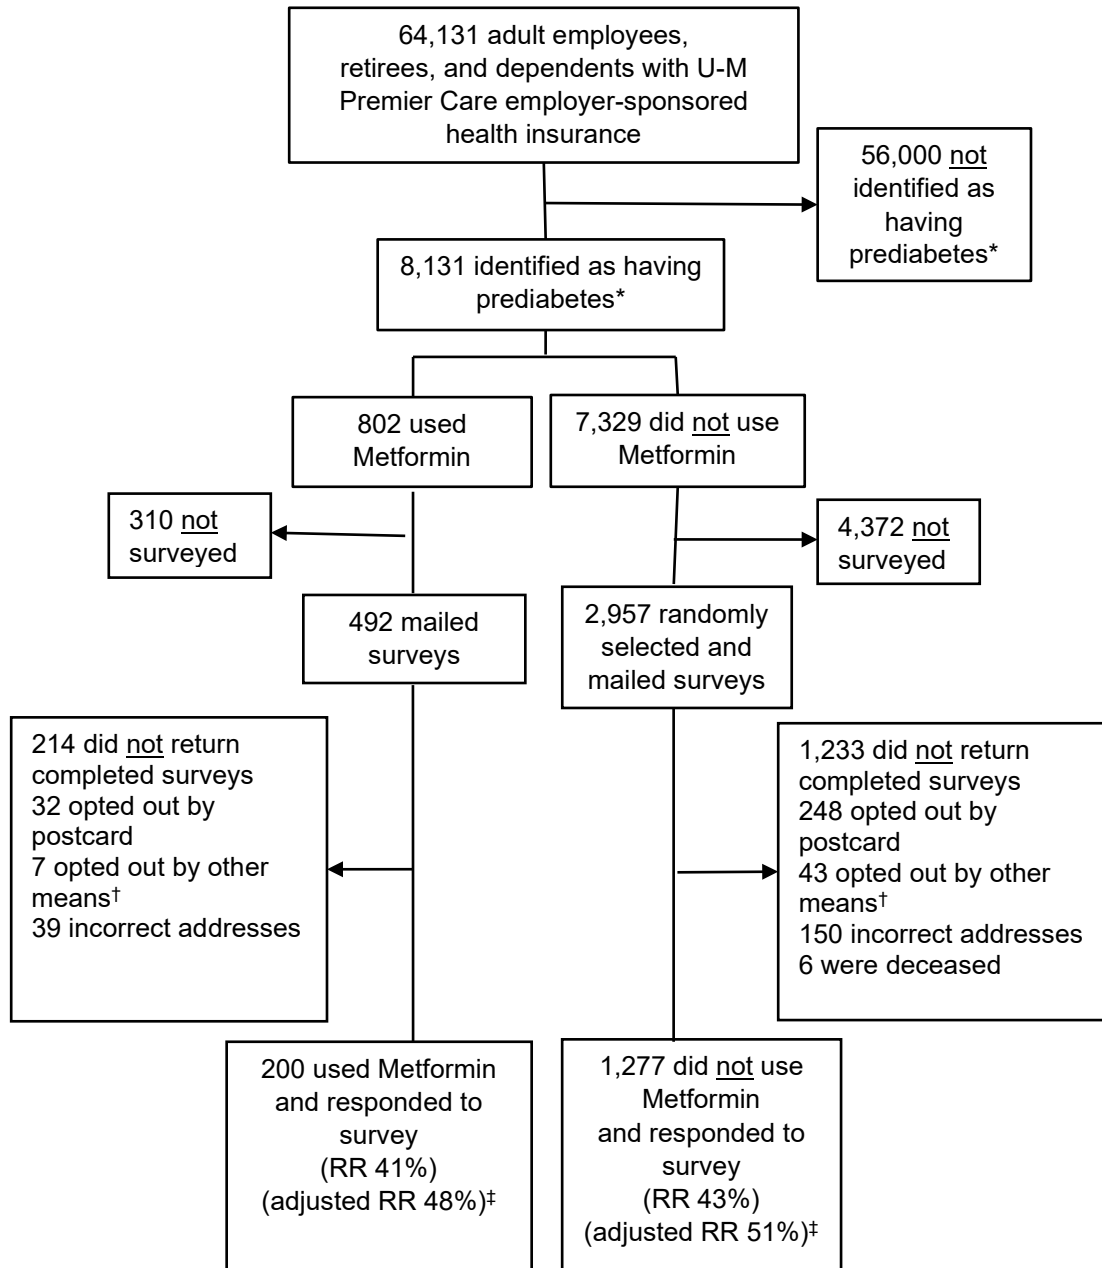 64,131 adult employees,
retirees, and dependents with U-M
Premier Care employer-sponsored
health insurance
56,000 not
identified as
having
prediabetes*
8,131 identified as having
prediabetes*
802 used
Metformin
7,329 did not use
Metformin
310 not
surveyed
4,372 not
surveyed
492 mailed
surveys
2,957 randomly
selected and
mailed surveys
214 did not return
completed surveys
32 opted out by
postcard
7 opted out by other
means†
39 incorrect addresses
1,233 did not return
completed surveys
248 opted out by
postcard
43 opted out by other
means†
150 incorrect addresses
6 were deceased
200 used Metformin
and responded to
survey
(RR 41%)
(adjusted RR 48%)‡
1,277 did not use
Metformin
and responded to
survey
(RR 43%)
(adjusted RR 51%)‡